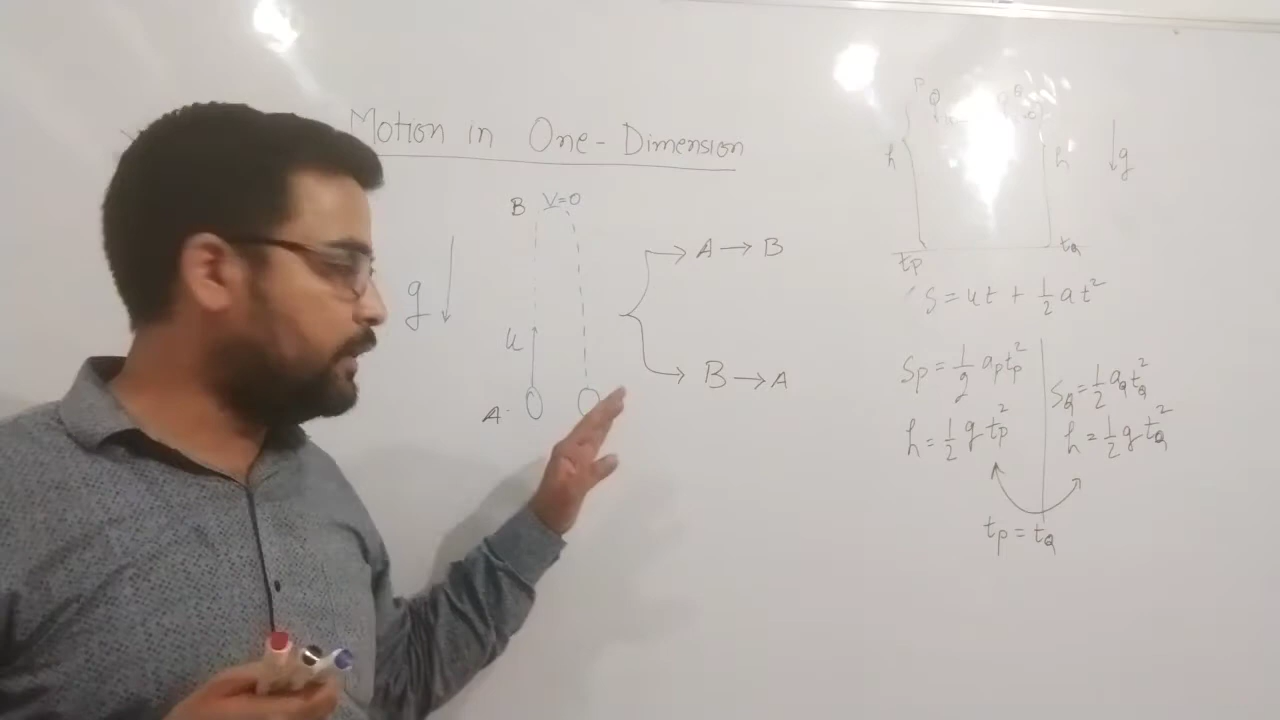 Motion in One-Dimension
B V=0
g
u
A
A → B
B → A
P Q
h h g
tp tQ
S = ut + 1/2 at²
Sp = 1/2 ap tp²
h = 1/2 g tp²
SQ = 1/2 aQ tQ²
h = 1/2 g tQ²
tp = tQ